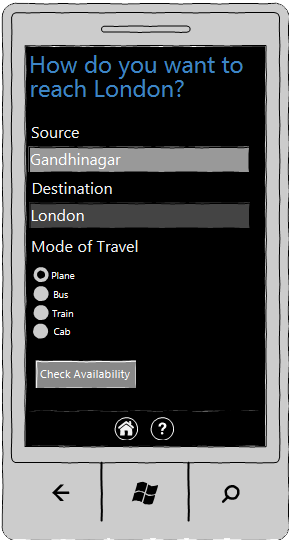 How do you want to
reach London?
Source
Gandhinagar
Destination
London
Mode of Travel
Plane
Bus
Train
Cab
Check Availability
?